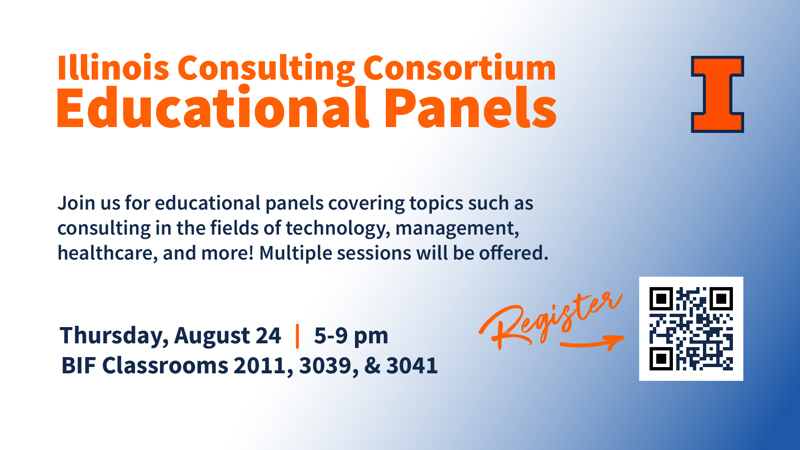 Illinois Consulting Consortium
Educational Panels
I
Join us for educational panels covering topics such as
consulting in the fields of technology, management,
healthcare, and more! Multiple sessions will be offered.
Register
Thursday, August 24 | 5-9 pm
BIF Classrooms 2011, 3039, & 3041